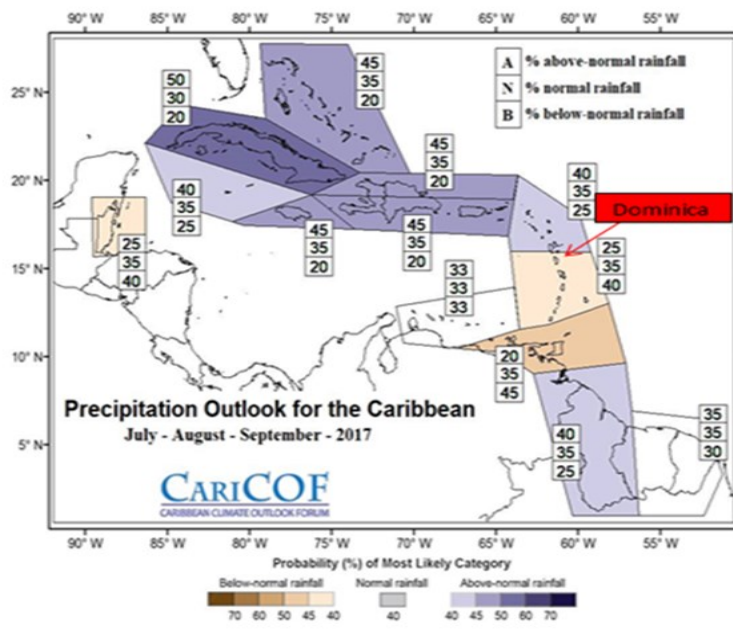 90° W 85° W 80° W 75° W 70° W 65° W 60° W 55° W
A % above-normal rainfall
N % normal rainfall
B % below-normal rainfall
25° N
20° N
15° N
10° N
5° N
50
30
20
45
35
20
45
35
20
40
35
25
Dominica
40
35
25
25
35
40
45
35
20
45
35
20
25
35
40
33
33
33
20
35
45
Precipitation Outlook for the Caribbean
July - August - September - 2017
40
35
25
35
35
30
CARICOF
CARIBBEAN CLIMATE OUTLOOK FORUM
90° W 85° W 80° W 75° W 70° W 65° W 60° W 55° W
Probability (%) of Most Likely Category
Below-normal rainfall Normal rainfall Above-normal rainfall
70 60 50 45 40 40 40 45 50 60 70